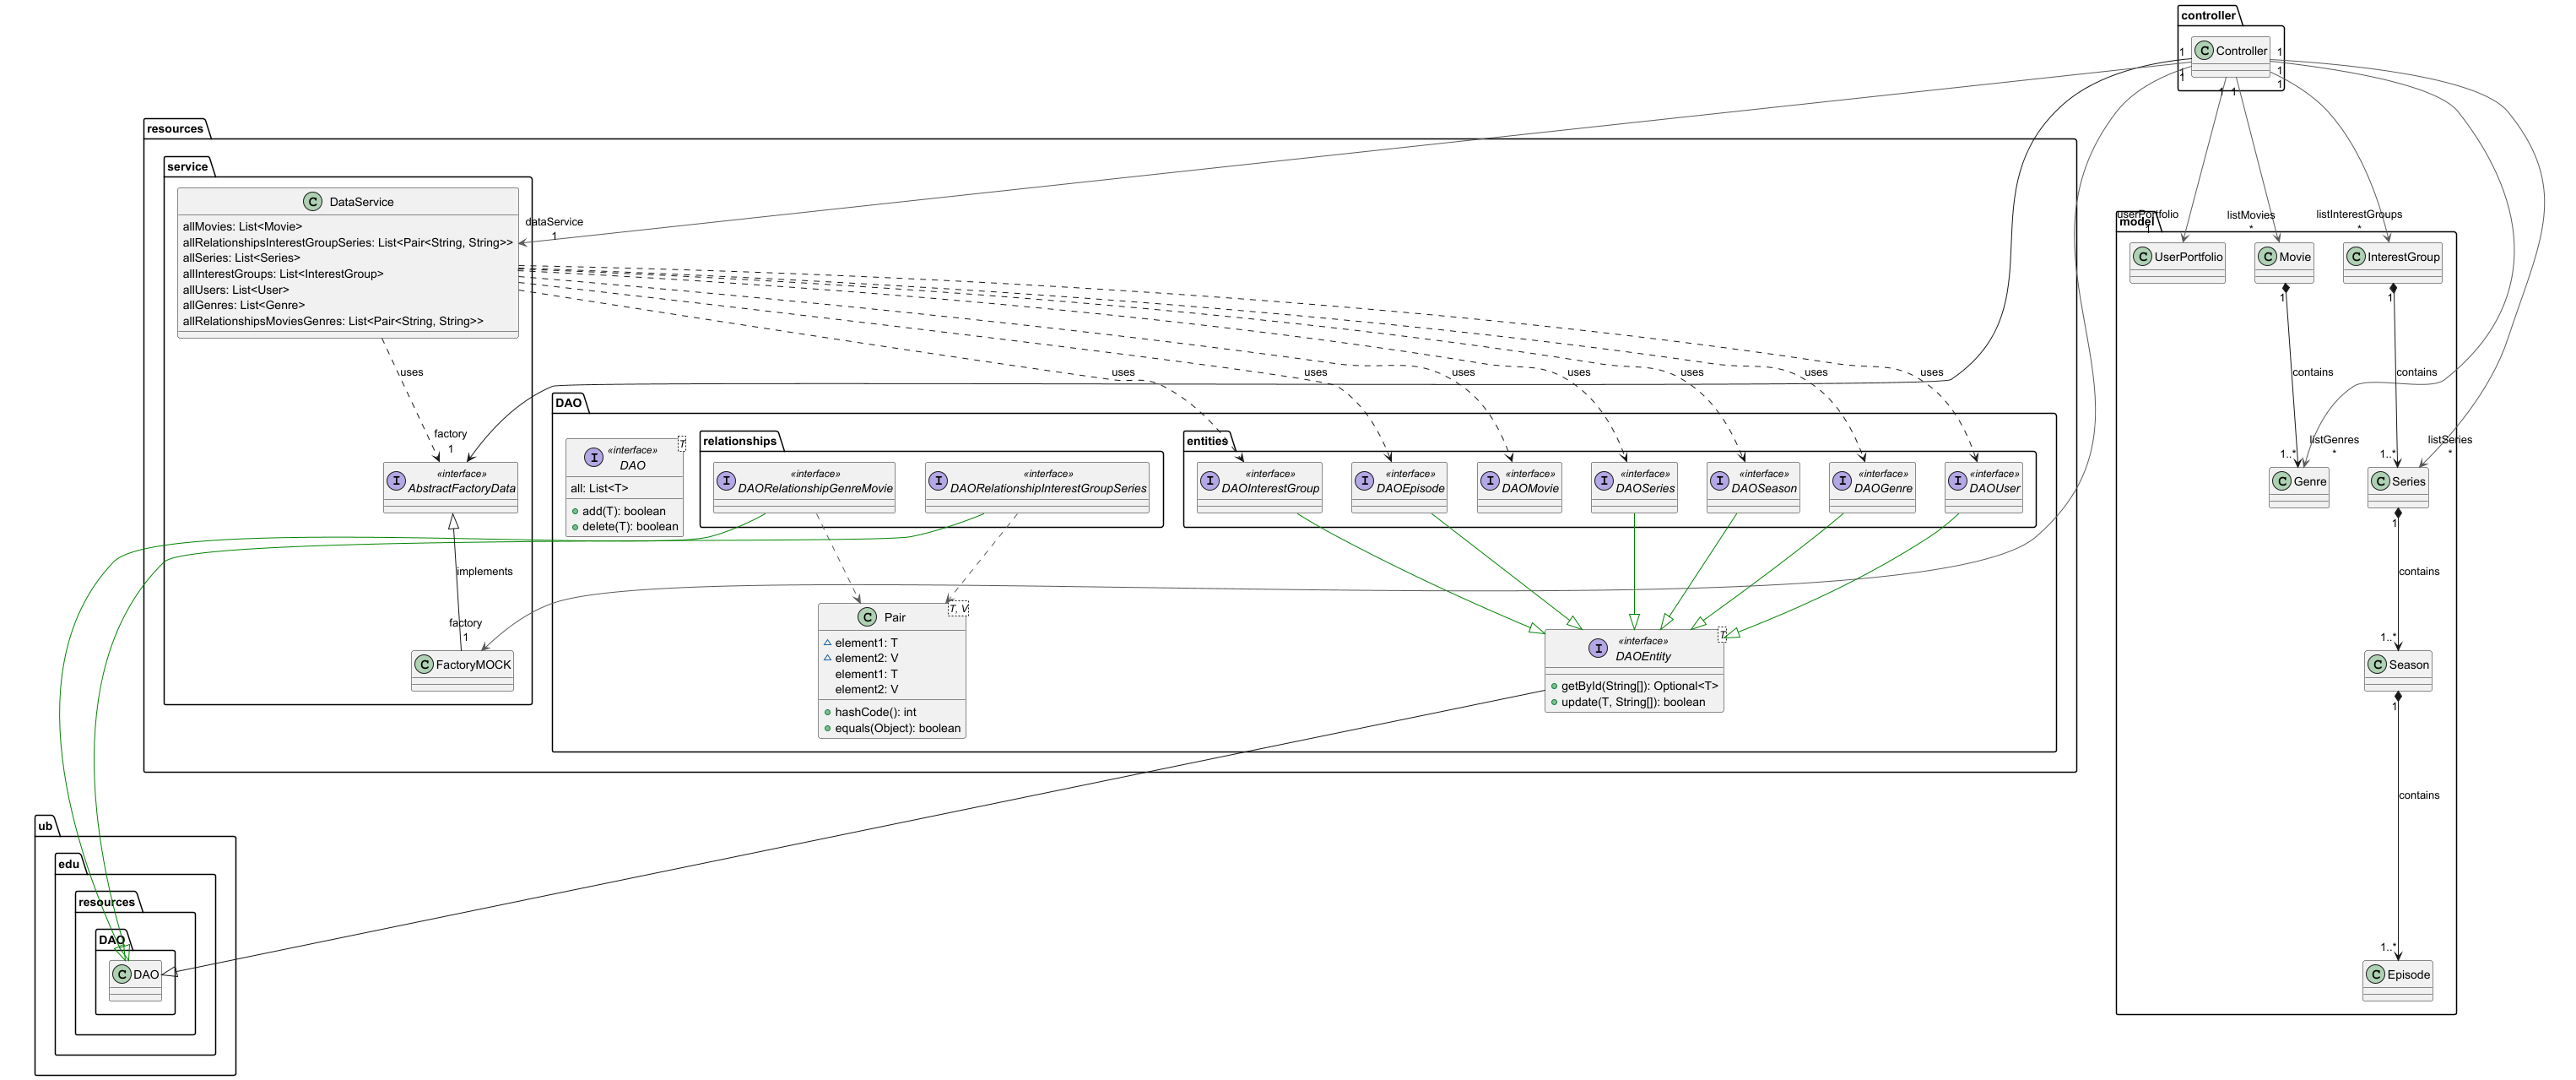 controller
C Controller
1
1
1
1
1
1
1
resources
service
C DataService
allMovies: List<Movie>
allRelationshipsInterestGroupSeries: List<Pair<String, String>>
allSeries: List<Series>
allInterestGroups: List<InterestGroup>
allUsers: List<User>
allGenres: List<Genre>
allRelationshipsMoviesGenres: List<Pair<String, String>>
dataService
1
userPortfolio
1
listMovies
*
listInterestGroups
*
model
C UserPortfolio
C Movie
C InterestGroup
1
1
uses
uses
uses
uses
uses
uses
uses
uses
contains
contains
factory
1
DAO
I «interface»
DAO
T
all: List<T>
add(T): boolean
delete(T): boolean
relationships
I «interface»
DAORelationshipGenreMovie
I «interface»
DAORelationshipInterestGroupSeries
entities
I «interface»
DAOInterestGroup
I «interface»
DAOEpisode
I «interface»
DAOMovie
I «interface»
DAOSeries
I «interface»
DAOSeason
I «interface»
DAOGenre
I «interface»
DAOUser
listGenres
*
1..*
listSeries
*
1..*
I «interface»
AbstractFactoryData
C Genre
C Series
1
implements
contains
factory
1
C FactoryMOCK
C Pair
T, V
element1: T
element2: V
element1: T
element2: V
hashCode(): int
equals(Object): boolean
I «interface»
DAOEntity
T
getById(String[]): Optional<T>
update(T, String[]): boolean
1..*
C Season
1
contains
ub
edu
resources
DAO
C DAO
1..*
C Episode